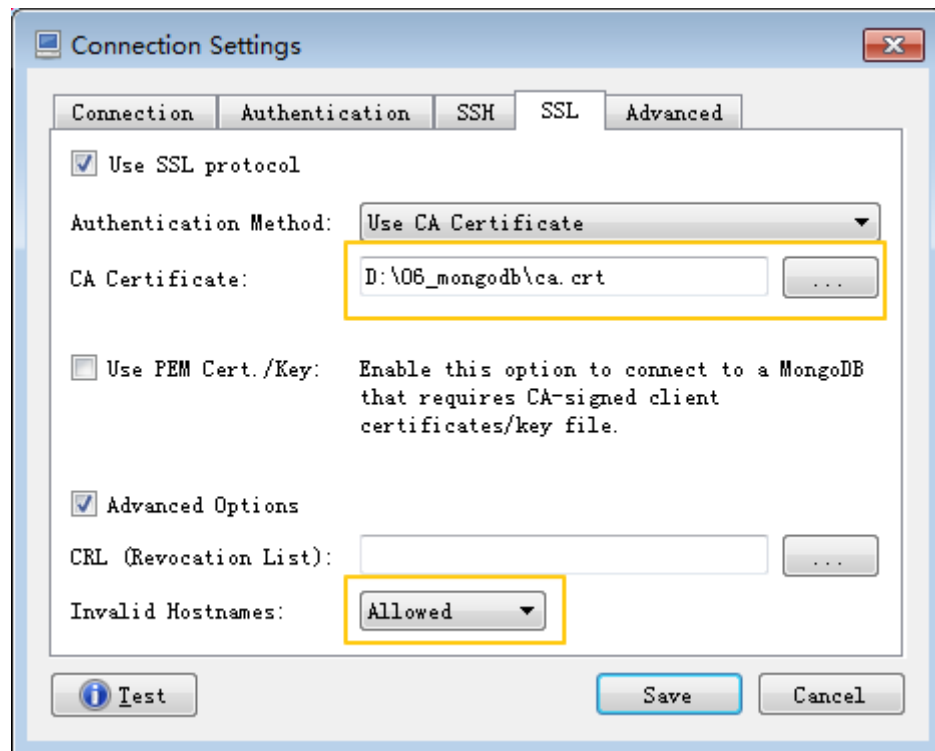 Connection Settings
Connection Authentication SSH SSL Advanced
Use SSL protocol
Authentication Method: Use CA Certificate
CA Certificate: D:\06_mongodb\ca.crt ...
Use PEM Cert./Key: Enable this option to connect to a MongoDB
that requires CA-signed client
certificates/key file.
Advanced Options
CRL (Revocation List): ...
Invalid Hostnames: Allowed
Test Save Cancel